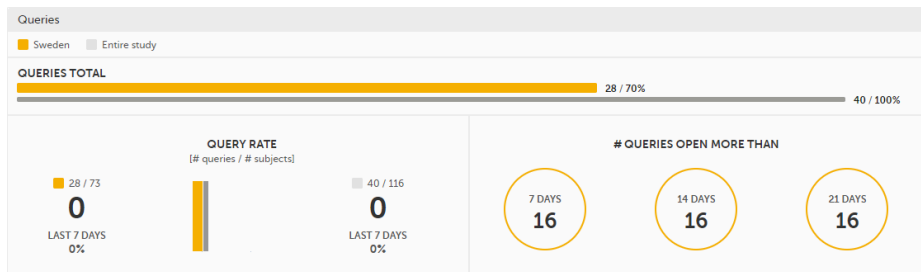 Queries
Sweden Entire study
QUERIES TOTAL
28 / 70%
40 / 100%
QUERY RATE
[# queries / # subjects]
28 / 73
0
LAST 7 DAYS
0%
40 / 116
0
LAST 7 DAYS
0%
# QUERIES OPEN MORE THAN
7 DAYS
16
14 DAYS
16
21 DAYS
16